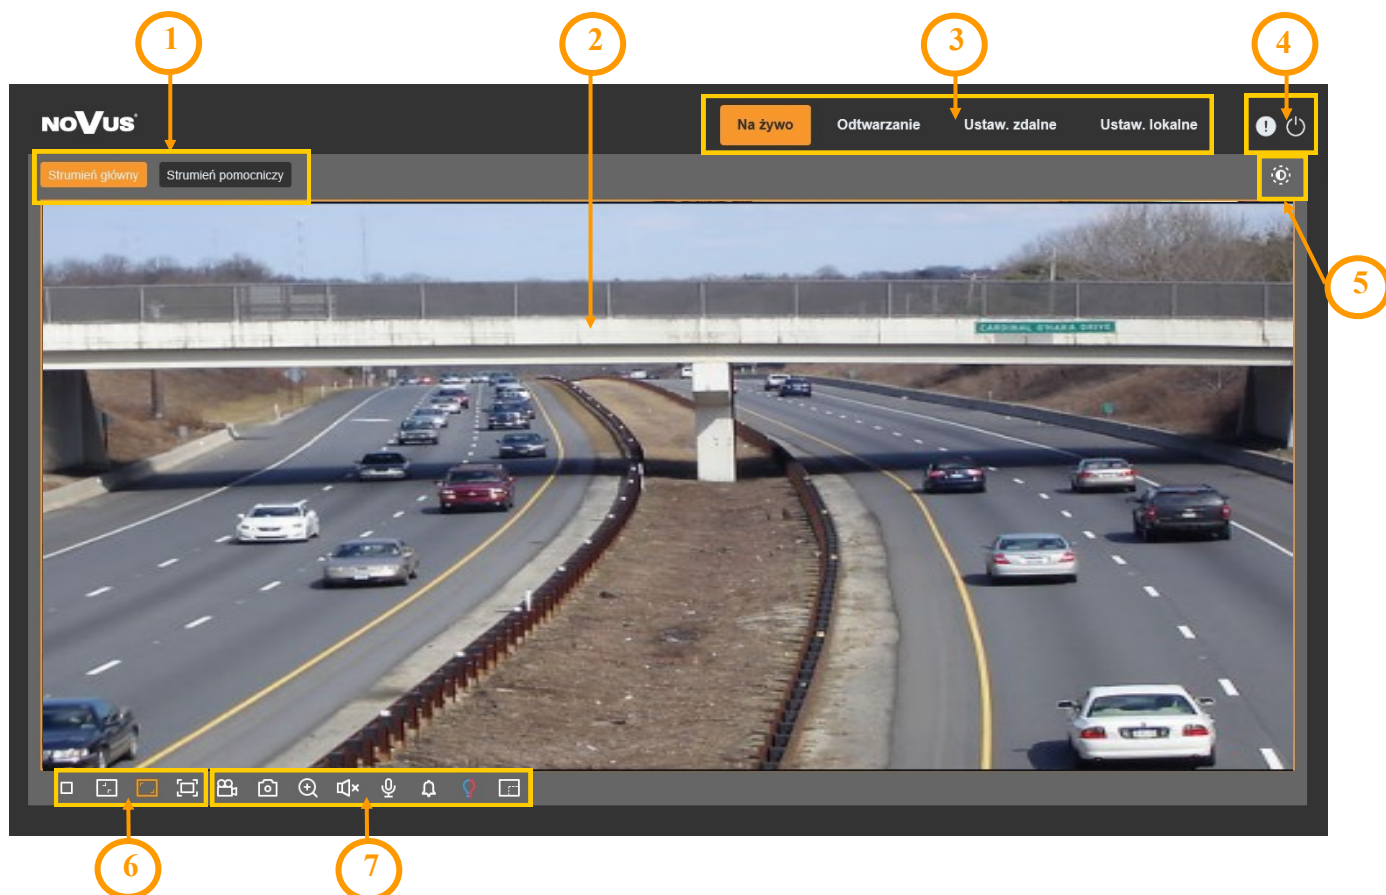 1
2
3
4
NOVUS
Na żywo
Odtwarzanie
Ustaw. zdalne
Ustaw. lokalne
Strumień główny
Strumień pomocniczy
5
CARDINAL O'HARA DRIVE
6
7